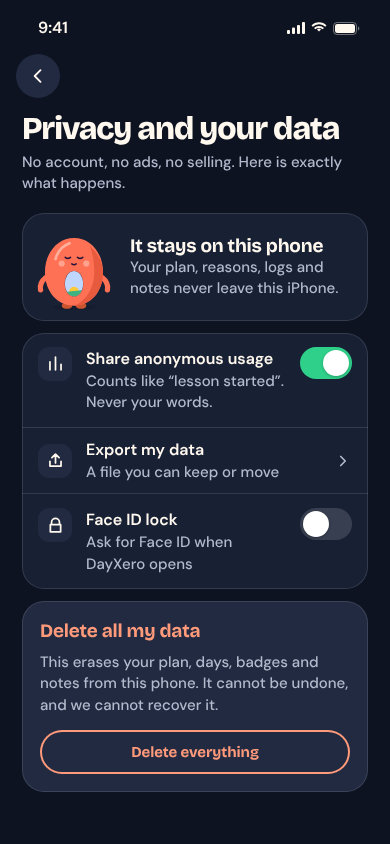 9:41
Privacy and your data
No account, no ads, no selling. Here is exactly
what happens.
It stays on this phone
Your plan, reasons, logs and
notes never leave this iPhone.
Share anonymous usage
Counts like “lesson started”.
Never your words.
Export my data
A file you can keep or move
Face ID lock
Ask for Face ID when
DayXero opens
Delete all my data
This erases your plan, days, badges and
notes from this phone. It cannot be undone,
and we cannot recover it.
Delete everything